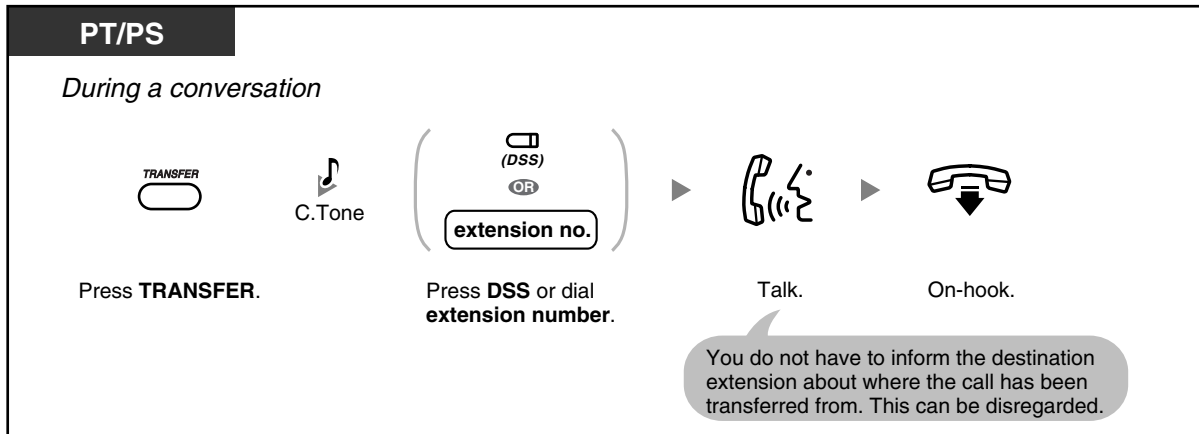 PT/PS
During a conversation
TRANSFER
C.Tone
(DSS)
OR
extension no.
Press TRANSFER.
Press DSS or dial
extension number.
Talk.
On-hook.
You do not have to inform the destination
extension about where the call has been
transferred from. This can be disregarded.